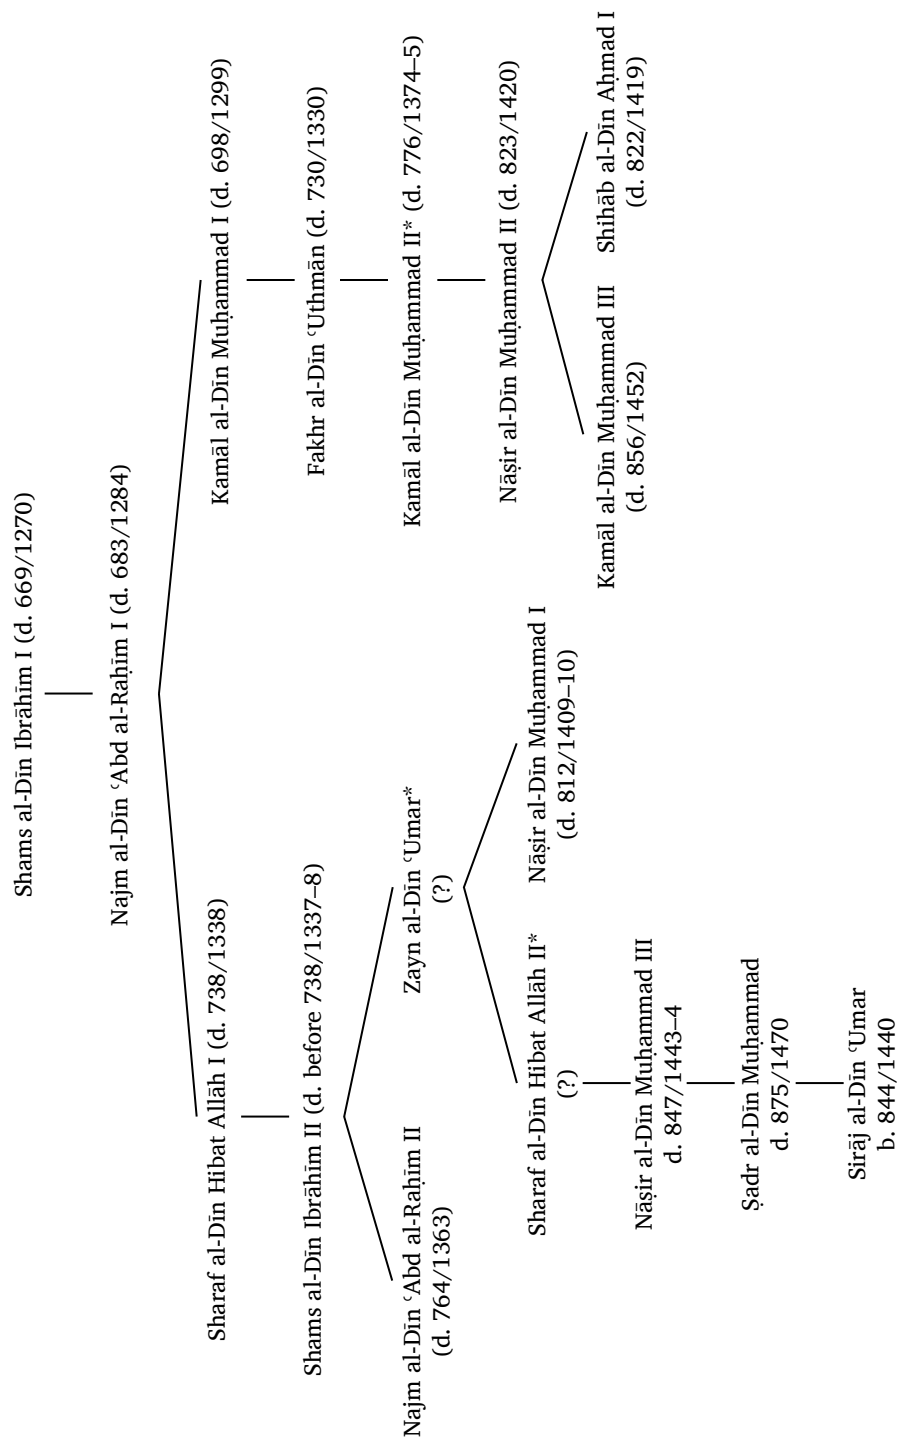 Shams al-Dīn Ibrāhīm I (d. 669/1270)
Najm al-Dīn ʿAbd al-Raḥīm I (d. 683/1284)
Sharaf al-Dīn Hibat Allāh I (d. 738/1338)
Kamāl al-Dīn Muḥammad I (d. 698/1299)
Shams al-Dīn Ibrāhīm II (d. before 738/1337–8)
Fakhr al-Dīn ʿUthmān (d. 730/1330)
Najm al-Dīn ʿAbd al-Raḥīm II
(d. 764/1363)
Zayn al-Dīn ʿUmar*
(?)
Kamāl al-Dīn Muḥammad II* (d. 776/1374–5)
Nāṣir al-Dīn Muḥammad II (d. 823/1420)
Sharaf al-Dīn Hibat Allāh II*
(?)
Nāṣir al-Dīn Muḥammad I
(d. 812/1409–10)
Kamāl al-Dīn Muḥammad III
(d. 856/1452)
Shihāb al-Dīn Aḥmad I
(d. 822/1419)
Nāṣir al-Dīn Muḥammad III
d. 847/1443–4
Ṣadr al-Dīn Muḥammad
d. 875/1470
Sirāj al-Dīn ʿUmar
b. 844/1440